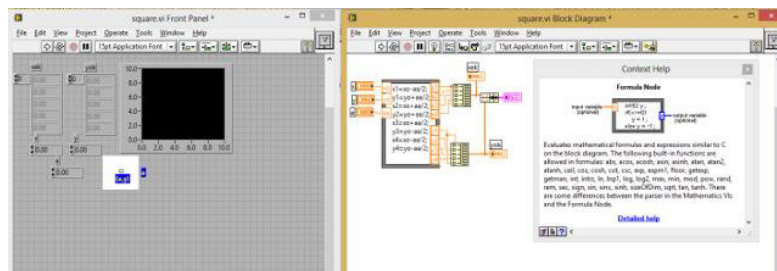 square.vi Front Panel *
File Edit View Project Operate Tools Window Help
15pt Application Font
10.0
8.0
6.0
4.0
2.0
0.0
0.0 2.0 4.0 6.0 8.0 10.0
0.00
0.00
0.00
square.vi Block Diagram *
File Edit View Project Operate Tools Window Help
15pt Application Font
x1=xo-aa/2;
y1=yo+aa/2;
x2=xo+aa/2;
y2=yo+aa/2;
y3=yo-aa/2;
x4=xo-aa/2;
y4=yo-aa/2;
Context Help
Formula Node
input variable
(optional)
output variable
(optional)
Evaluates mathematical formulas and expressions similar to C
on the block diagram. The following built-in functions are
allowed in formulas: abs, acos, acosh, asin, asinh, atan, atan2,
atanh, ceil, cos, cosh, cot, csc, exp, expm1, floor, getexp,
getman, int, intrz, ln, lnp1, log, log2, max, min, mod, pow, rand,
rem, sec, sign, sin, sinc, sinh, sizeOfDim, sqrt, tan, tanh. There
are some differences between the parser in the Mathematics VIs
and the Formula Node.
Detailed help